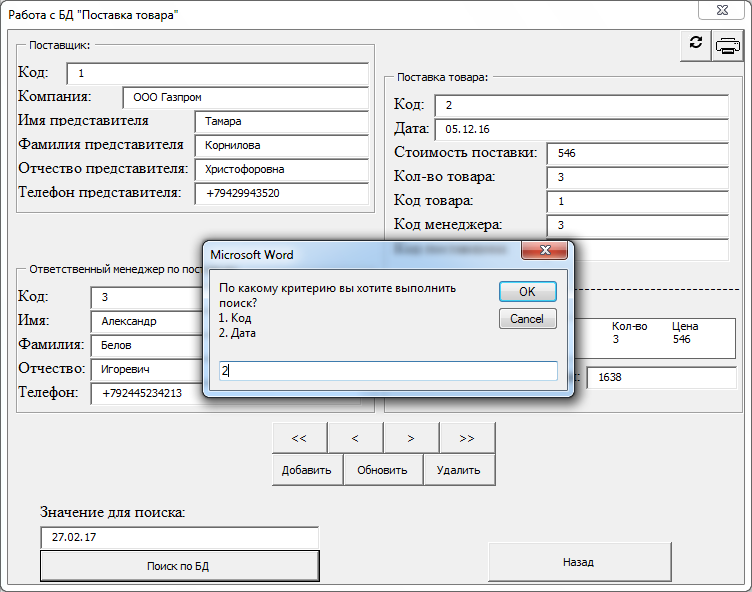 Работа с БД "Поставка товара"
Поставщик:
Код: 1
Компания: ООО Газпром
Имя представителя Тамара
Фамилия представителя Корнилова
Отчество представителя: Христофоровна
Телефон представителя: +79429943520
Поставка товара:
Код: 2
Дата: 05.12.16
Стоимость поставки: 546
Кол-во товара: 3
Код товара: 1
Код менеджера: 3
Ответственный менеджер по
Код: 3
Имя: Александр
Фамилия: Белов
Отчество: Игоревич
Телефон: +792445234213
Microsoft Word
По какому критерию вы хотите выполнить
поиск?
1. Код
2. Дата
OK
Cancel
2
Кол-во Цена
3 546
1638
<< < > >>
Добавить Обновить Удалить
Значение для поиска:
27.02.17
Поиск по БД
Назад